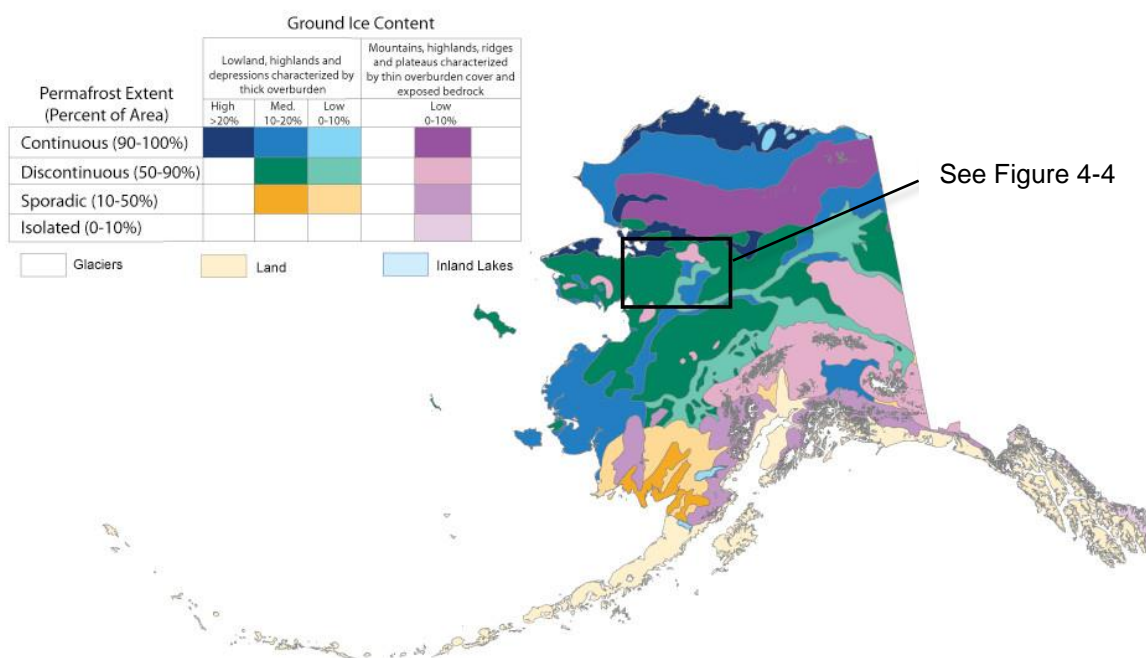 Ground Ice Content
Permafrost Extent
(Percent of Area)
Lowland, highlands and
depressions characterized by
thick overburden
Mountains, highlands, ridges
and plateaus characterized
by thin overburden cover and
exposed bedrock
High
>20%
Med.
10-20%
Low
0-10%
Low
0-10%
Continuous (90-100%)
Discontinuous (50-90%)
Sporadic (10-50%)
Isolated (0-10%)
Glaciers
Land
Inland Lakes
See Figure 4-4